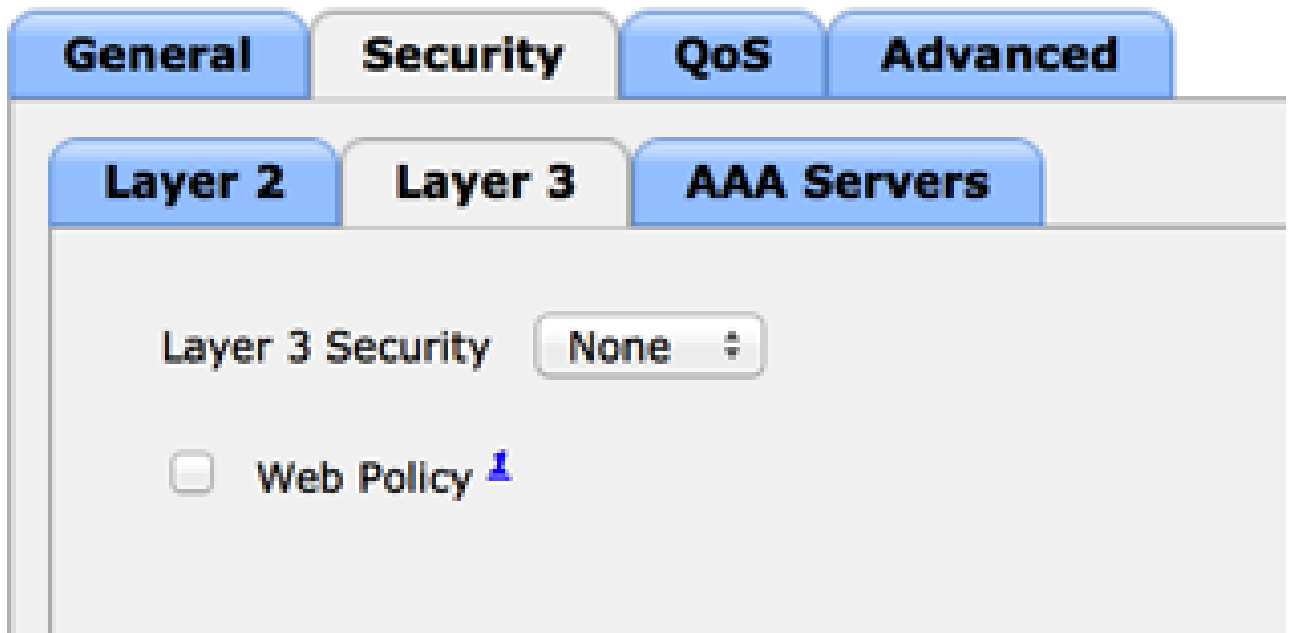 General Security QoS Advanced
Layer 2 Layer 3 AAA Servers
Layer 3 Security None
Web Policy 1